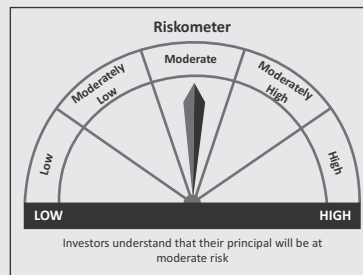 Riskometer
Moderate
Moderately
Low
Moderately
High
Low
High
LOW
HIGH
Investors understand that their principal will be at
moderate risk